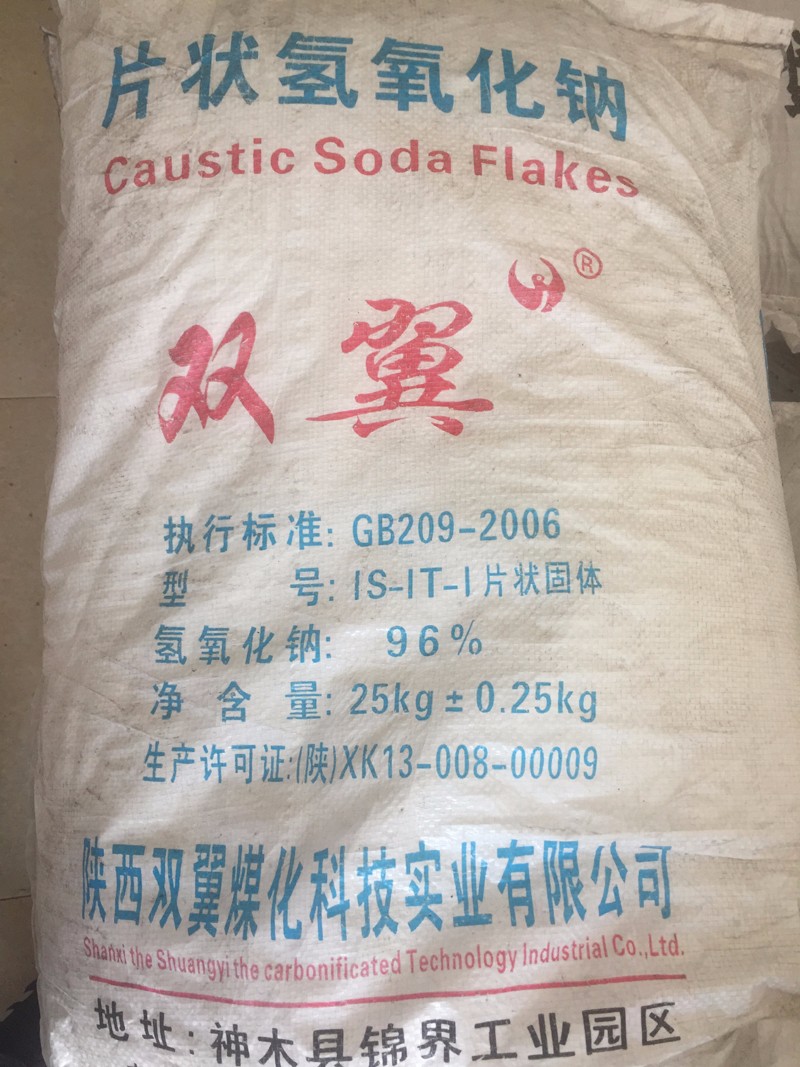 片状氢氧化钠
Caustic Soda Flakes
®
双翼
执行标准: GB209-2006
型 号: IS-IT-I 片状固体
氢氧化钠: 96%
净含量: 25kg ± 0.25kg
生产许可证:(陕)XK13-008-00009
陕西双翼煤化科技实业有限公司
Shanxi the Shuangyi the carbonificated Technology Industrial Co.,Ltd.
地址: 神木县锦界工业园区